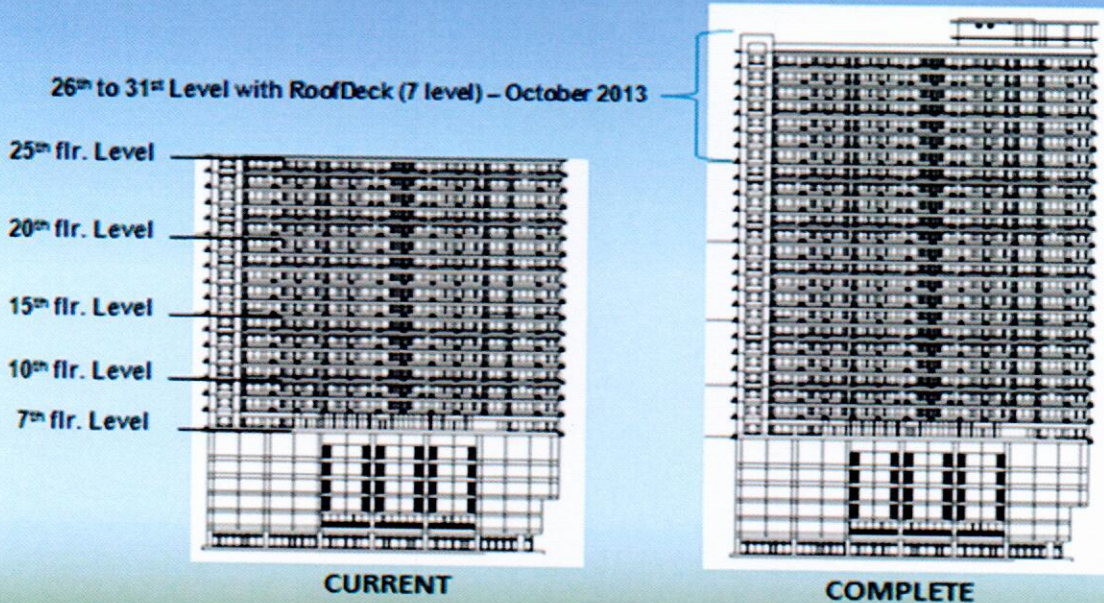 26th to 31st Level with RoofDeck (7 level) – October 2013
25th flr. Level
20th flr. Level
15th flr. Level
10th flr. Level
7th flr. Level
CURRENT
COMPLETE